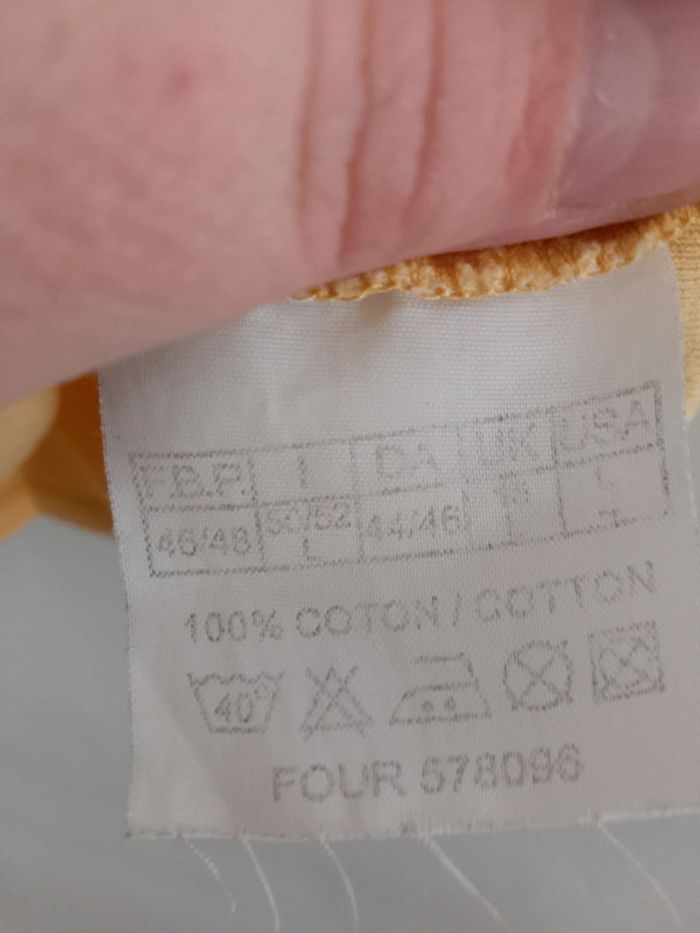 F.B.P. I DA UK USA
46/48 50/52 44/46
L
100% COTON / COTTON
40°
FOUR 578096